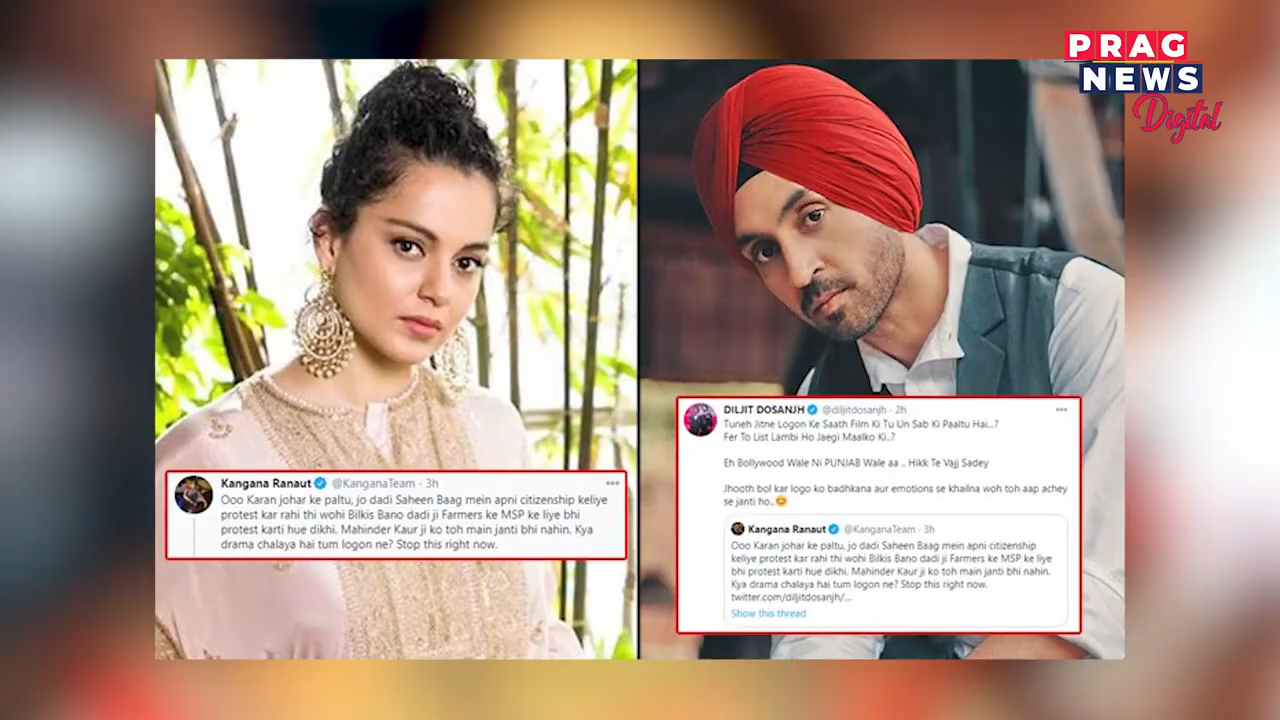 PRAG
NEWS
Digital
Kangana Ranaut @KanganaTeam · 3h
Ooo Karan johar ke paltu, jo dadi Saheen Baag mein apni citizenship keliye
protest kar rahi thi wohi Bilkis Bano dadi ji Farmers ke MSP ke liye bhi
protest karti hue dikhi. Mahinder Kaur ji ko toh main janti bhi nahin. Kya
drama chalaya hai tum logon ne? Stop this right now.
DILJIT DOSANJH @diljitdosanjh · 2h
Tuneh Jitne Logon Ke Saath Film Ki Tu Un Sab Ki Paaltu Hai...?
Fer To List Lambi Ho Jaegi Maalko Ki..?
Eh Bollywood Wale Ni PUNJAB Wale aa .. Hikk Te Vajj Sadey
Jhooth bol kar logo ko badhkana aur emotions se khailna woh toh aap achey
se janti ho..😊
Kangana Ranaut @KanganaTeam · 3h
Ooo Karan johar ke paltu, jo dadi Saheen Baag mein apni citizenship
keliye protest kar rahi thi wohi Bilkis Bano dadi ji Farmers ke MSP ke liye
bhi protest karti hue dikhi. Mahinder Kaur ji ko toh main janti bhi nahin.
Kya drama chalaya hai tum logon ne? Stop this right now.
twitter.com/diljitdosanjh/...
Show this thread